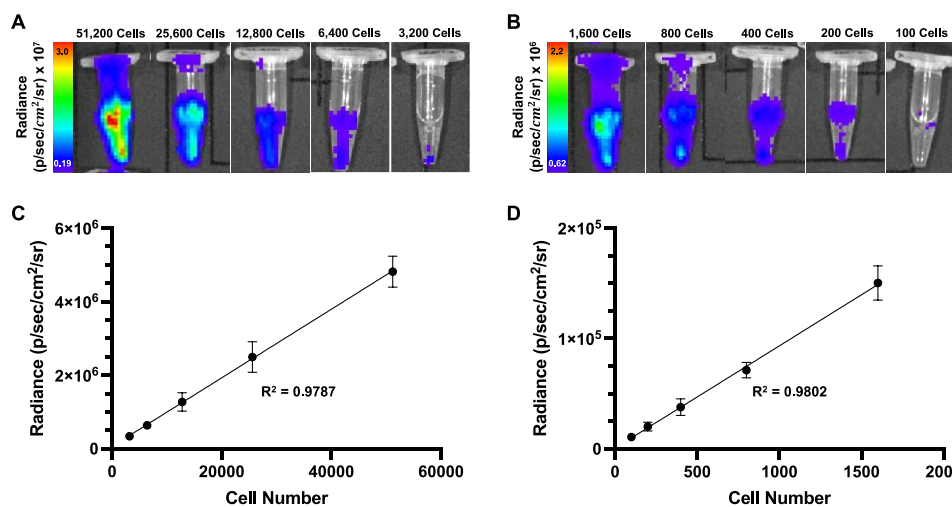 A
51,200 Cells 25,600 Cells 12,800 Cells 6,400 Cells 3,200 Cells
Radiance
(p/sec/cm²/sr) x 10⁷
3.0
0.19
B
1,600 Cells 800 Cells 400 Cells 200 Cells 100 Cells
Radiance
(p/sec/cm²/sr) x 10⁶
2.2
0.62
C
Radiance (p/sec/cm²/sr)
6×10⁶
4×10⁶
2×10⁶
0
R² = 0.9787
0 20000 40000 60000
Cell Number
D
Radiance (p/sec/cm²/sr)
2×10⁵
1×10⁵
0
R² = 0.9802
0 500 1000 1500 200
Cell Number